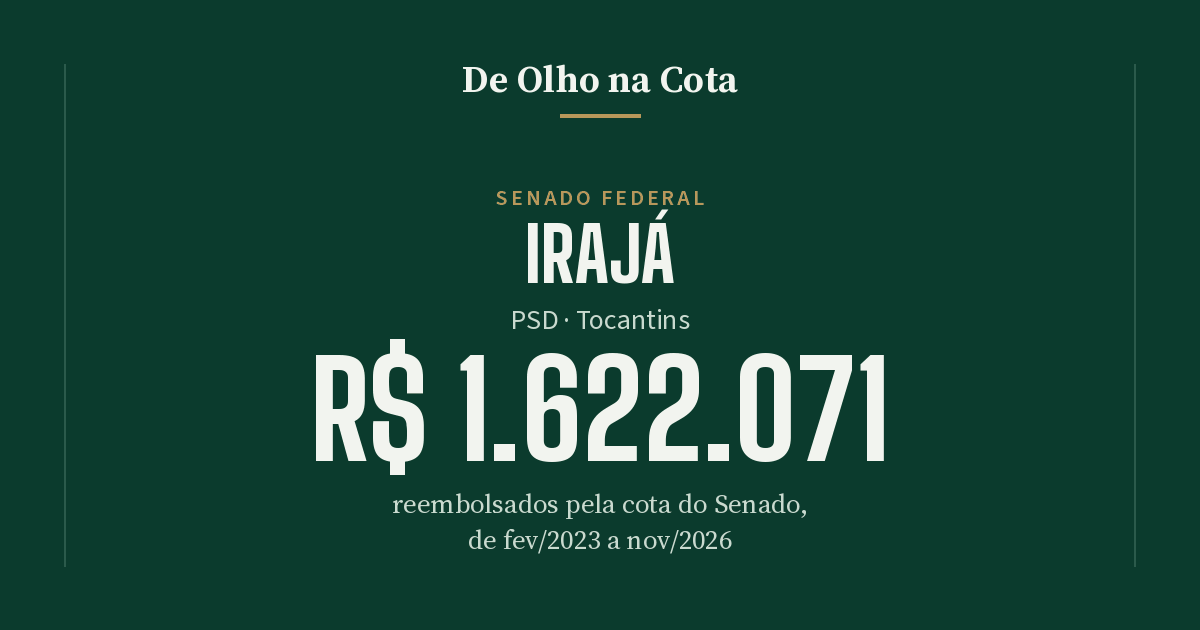 De Olho na Cota
SENADO FEDERAL
IRAJÁ
PSD · Tocantins
R$ 1.622.071
reembolsados pela cota do Senado,
de fev/2023 a nov/2026